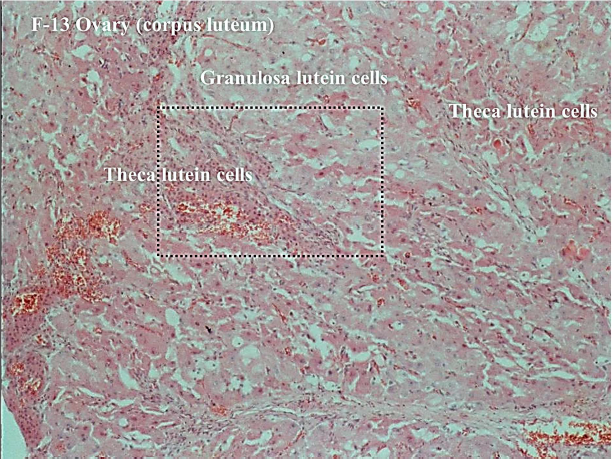 F-13 Ovary (corpus luteum)
Granulosa lutein cells
Theca lutein cells
Theca lutein cells